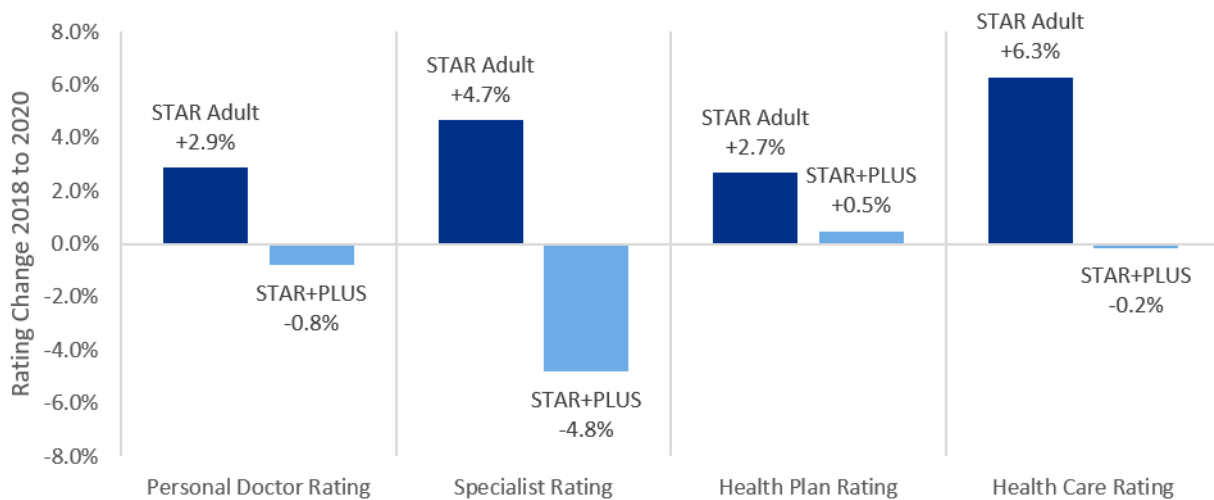 Rating Change 2018 to 2020
8.0%
6.0%
4.0%
2.0%
0.0%
-2.0%
-4.0%
-6.0%
-8.0%
STAR Adult
+2.9%
STAR+PLUS
-0.8%
STAR Adult
+4.7%
STAR+PLUS
-4.8%
STAR Adult
+2.7%
STAR+PLUS
+0.5%
STAR Adult
+6.3%
STAR+PLUS
-0.2%
Personal Doctor Rating
Specialist Rating
Health Plan Rating
Health Care Rating